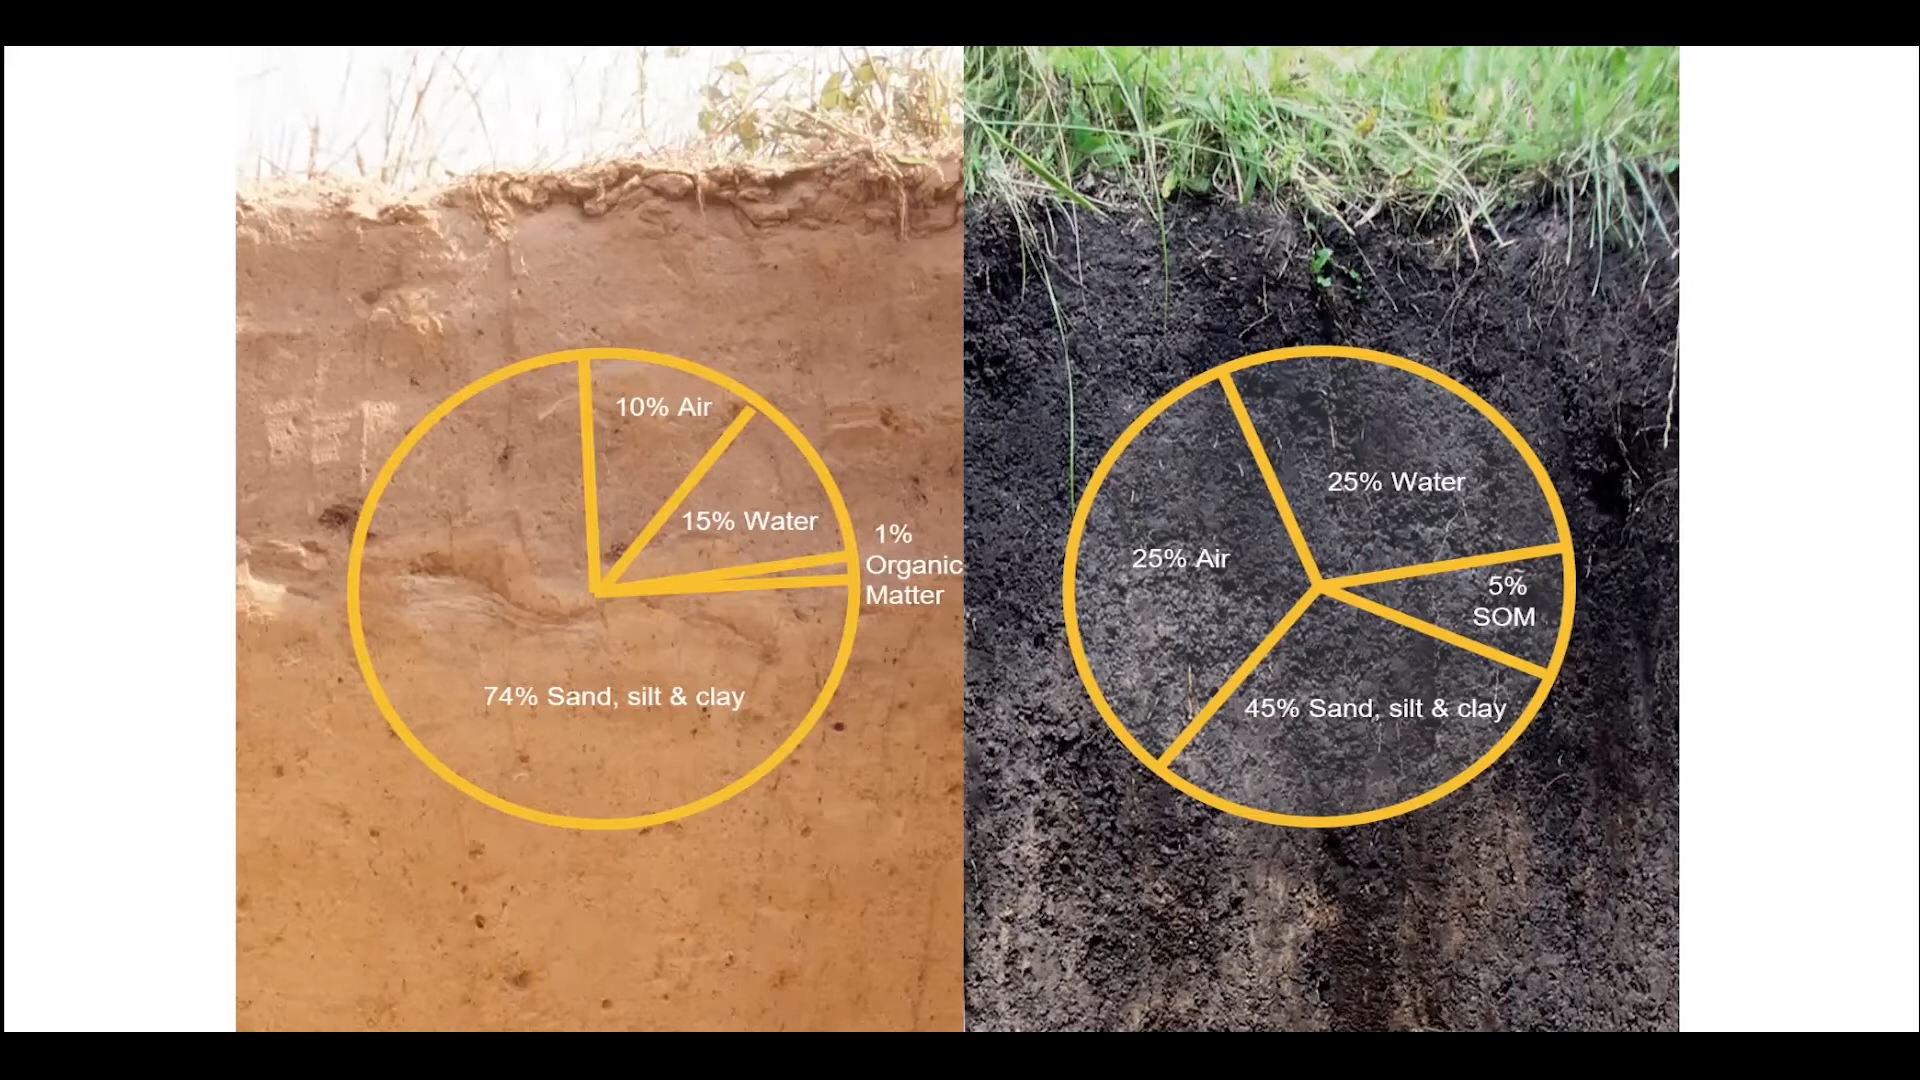 10% Air
15% Water
1%
Organic
Matter
74% Sand, silt & clay
25% Water
25% Air
5%
SOM
45% Sand, silt & clay